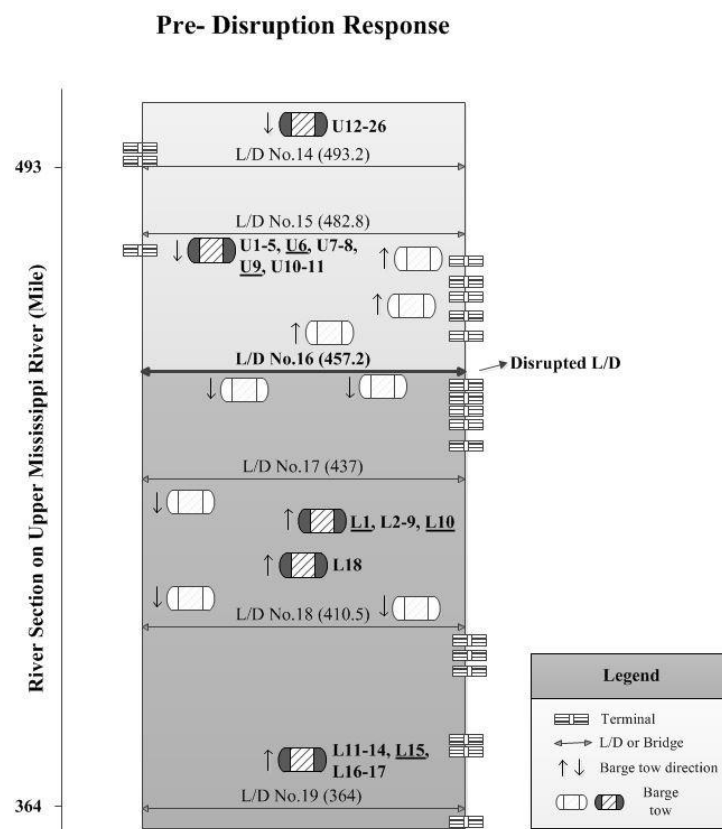 Pre- Disruption Response
River Section on Upper Mississippi River (Mile)
U12-26
L/D No.14 (493.2)
493
L/D No.15 (482.8)
U1-5, U6, U7-8,
U9, U10-11
L/D No.16 (457.2)
Disrupted L/D
L/D No.17 (437)
L1, L2-9, L10
L18
L/D No.18 (410.5)
L11-14, L15,
L16-17
L/D No.19 (364)
364
Legend
Terminal
L/D or Bridge
Barge tow direction
Barge
tow